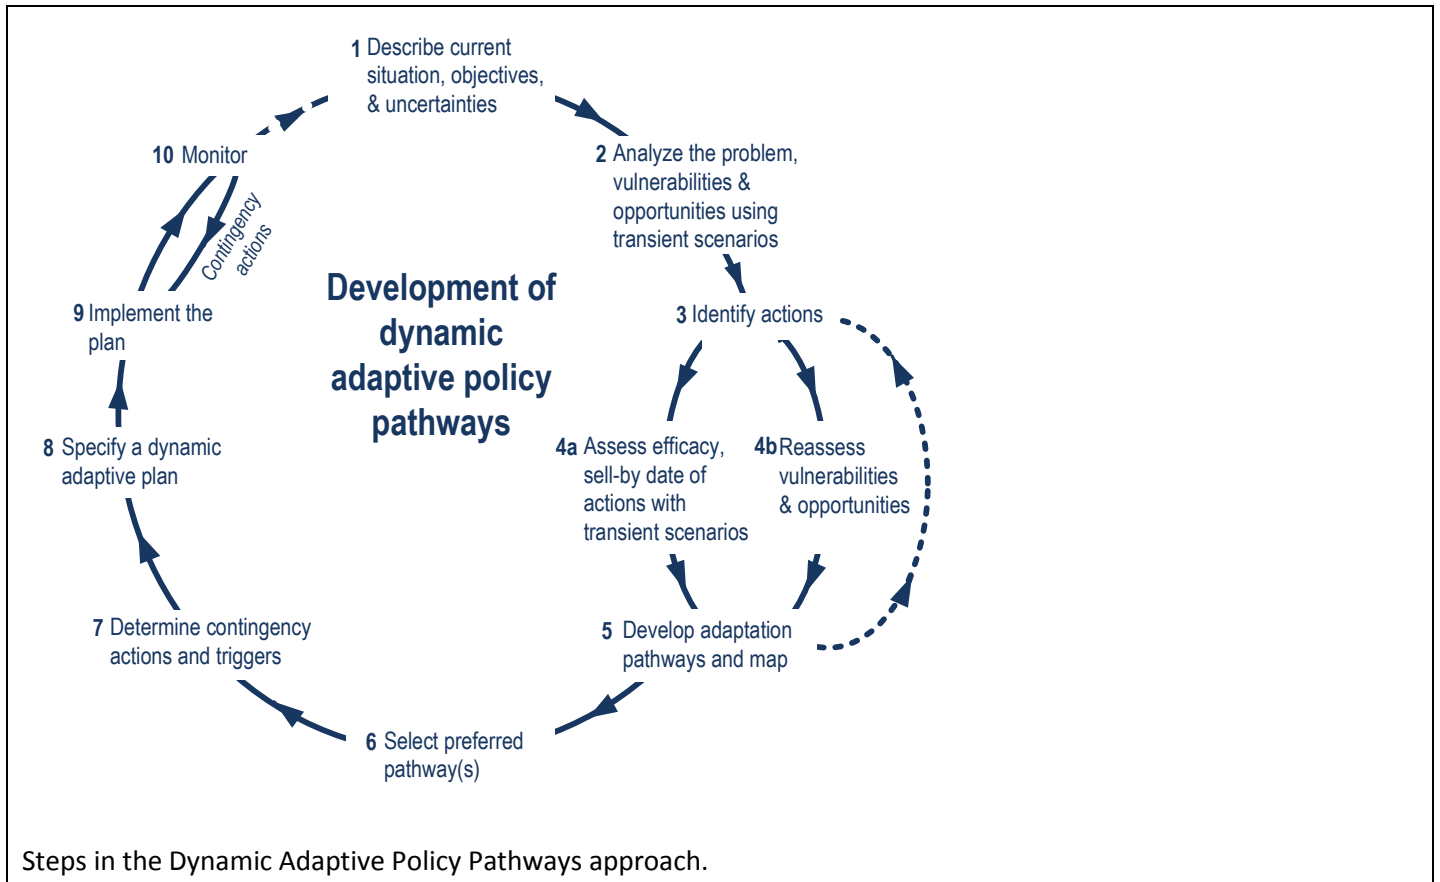 1 Describe current
situation, objectives,
& uncertainties
2 Analyze the problem,
vulnerabilities &
opportunities using
transient scenarios
3 Identify actions
4a Assess efficacy,
sell-by date of
actions with
transient scenarios
4b Reassess
vulnerabilities
& opportunities
5 Develop adaptation
pathways and map
6 Select preferred
pathway(s)
7 Determine contingency
actions and triggers
8 Specify a dynamic
adaptive plan
9 Implement the
plan
10 Monitor
Contingency
actions
Development of
dynamic
adaptive policy
pathways
Steps in the Dynamic Adaptive Policy Pathways approach.